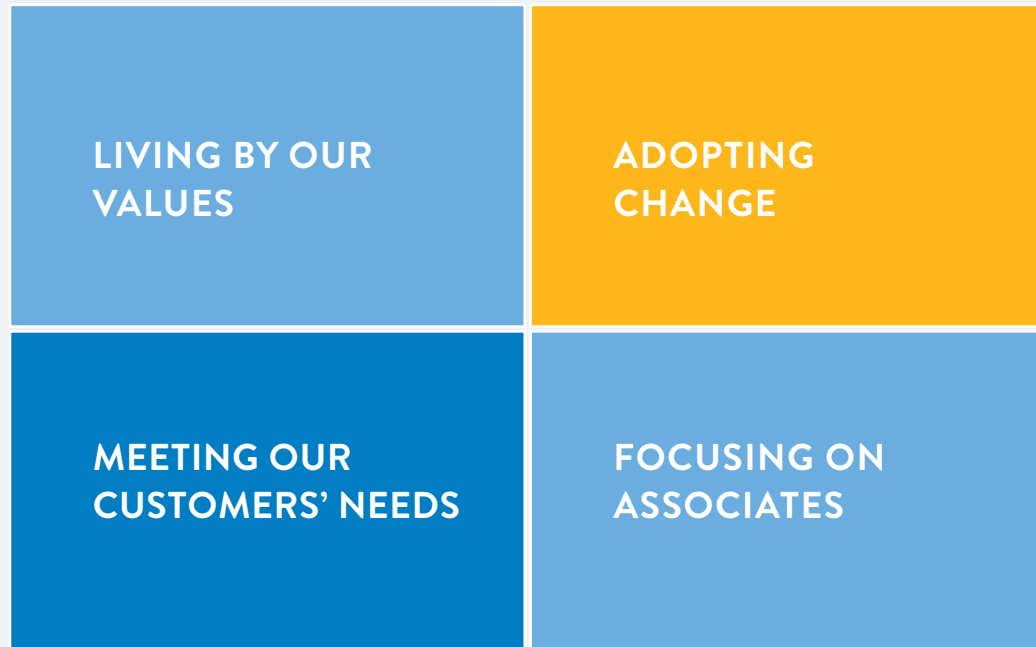 LIVING BY OUR
VALUES
ADOPTING
CHANGE
MEETING OUR
CUSTOMERS’ NEEDS
FOCUSING ON
ASSOCIATES